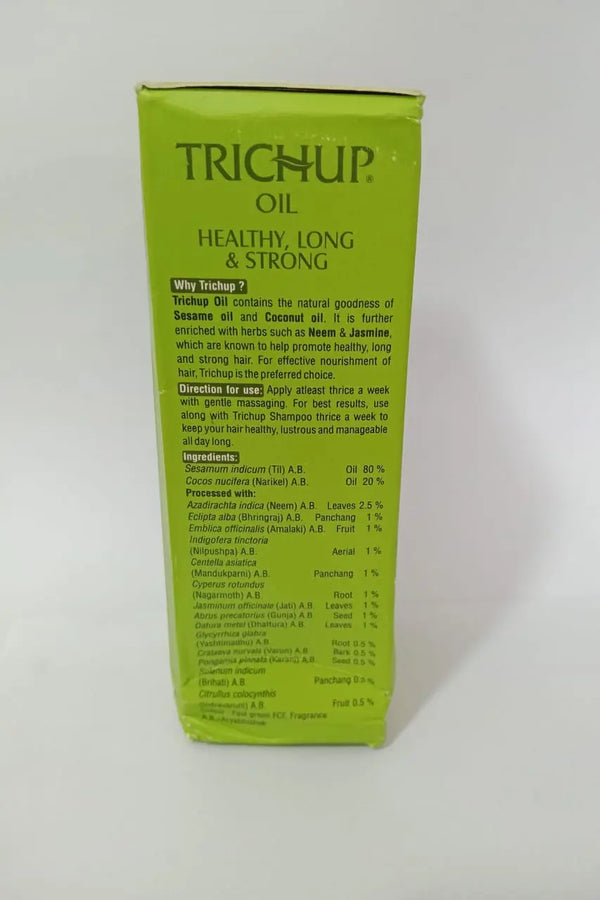 TRICHUP®
OIL
HEALTHY, LONG
& STRONG
Why Trichup ?
Trichup Oil contains the natural goodness of
Sesame oil and Coconut oil. It is further
enriched with herbs such as Neem & Jasmine,
which are known to help promote healthy, long
and strong hair. For effective nourishment of
hair, Trichup is the preferred choice.
Direction for use: Apply atleast thrice a week
with gentle massaging. For best results, use
along with Trichup Shampoo thrice a week to
keep your hair healthy, lustrous and manageable
all day long.
Ingredients:
Sesamum indicum (Til) A.B. Oil 80 %
Cocos nucifera (Narikel) A.B. Oil 20 %
Processed with:
Azadirachta indica (Neem) A.B. Leaves 2.5 %
Eclipta alba (Bhringraj) A.B. Panchang 1 %
Emblica officinalis (Amalaki) A.B. Fruit 1 %
Indigofera tinctoria
(Nilpushpa) A.B. Aerial 1 %
Centella asiatica
(Mandukparni) A.B. Panchang 1 %
Cyperus rotundus
(Nagarmoth) A.B. Root 1 %
Jasminum officinale (Jati) A.B. Leaves 1 %
Abrus precatorius (Gunja) A.B. Seed 1 %
Datura metel (Dhattura) A.B. Leaves 1 %
Glycyrrhiza glabra
(Yashtimadhu) A.B. Root 0.5 %
Crataeva nurvala (Varun) A.B. Bark 0.5 %
Pongamia pinnata (Karanj) A.B. Seed 0.5 %
Solanum indicum
(Brihati) A.B. Panchang 0.5 %
Citrullus colocynthis
A.B. Fruit 0.5 %
Fast green FCF, Fragrance
A.B.-